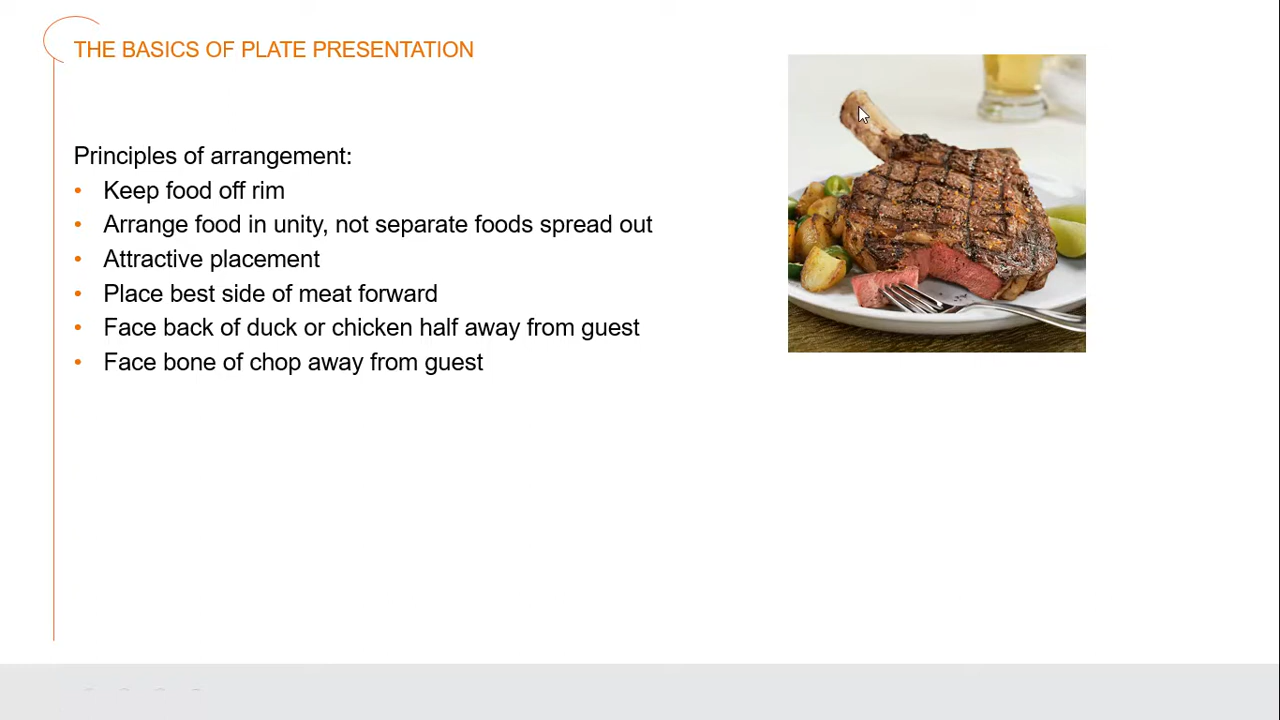 THE BASICS OF PLATE PRESENTATION
Principles of arrangement:
• Keep food off rim
• Arrange food in unity, not separate foods spread out
• Attractive placement
• Place best side of meat forward
• Face back of duck or chicken half away from guest
• Face bone of chop away from guest